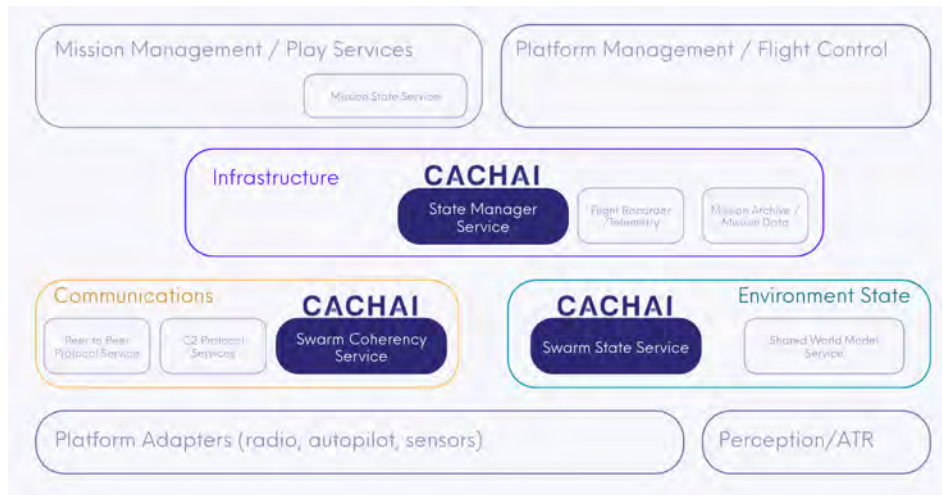 Mission Management / Play Services
Mission State Service
Platform Management / Flight Control
Infrastructure
CACHAI
State Manager
Service
Flight Recorder
/Telemetry
Mission Archive /
Mission Data
Communications
Peer to Peer
Protocol Service
C2 Protocol
Services
CACHAI
Swarm Coherency
Service
CACHAI
Swarm State Service
Environment State
Shared World Model
Service
Platform Adapters (radio, autopilot, sensors)
Perception/ATR